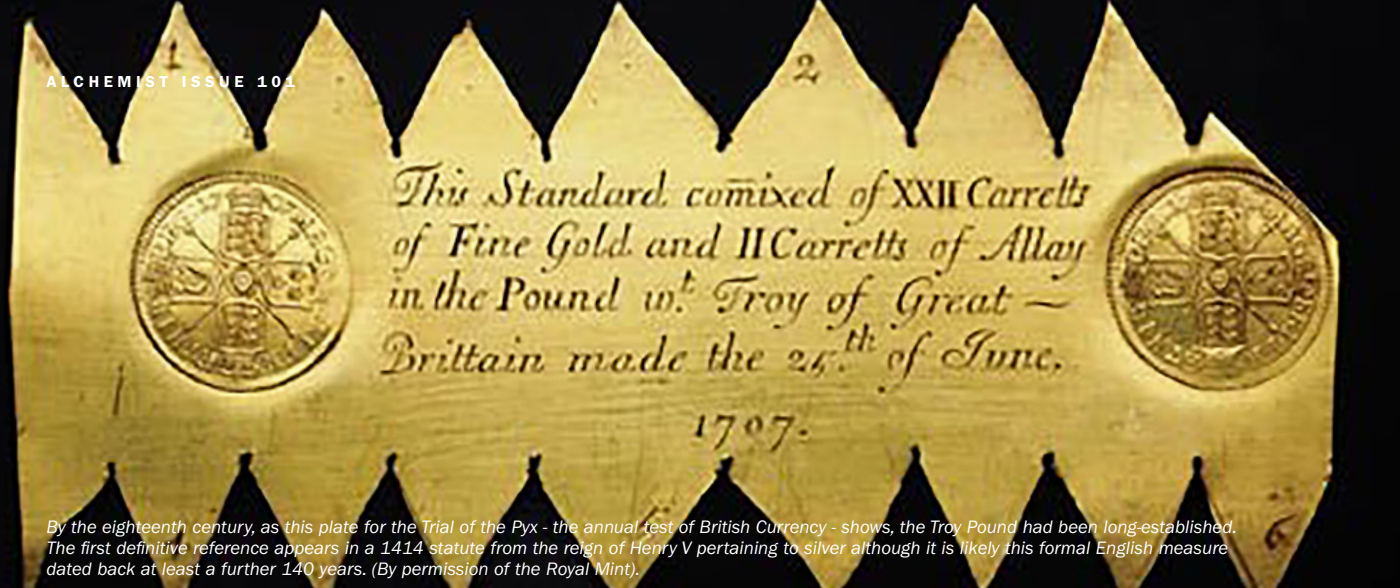 1
2
ALCHEMIST ISSUE 101
This Standard com̄ixed of XXII Carretts
of Fine Gold and II Carretts of Allay
in the Pound w.t Troy of Great ~
Brittain made the 25.th of June.
1707.
6
By the eighteenth century, as this plate for the Trial of the Pyx - the annual test of British Currency - shows, the Troy Pound had been long-established.
The first definitive reference appears in a 1414 statute from the reign of Henry V pertaining to silver although it is likely this formal English measure
dated back at least a further 140 years. (By permission of the Royal Mint).